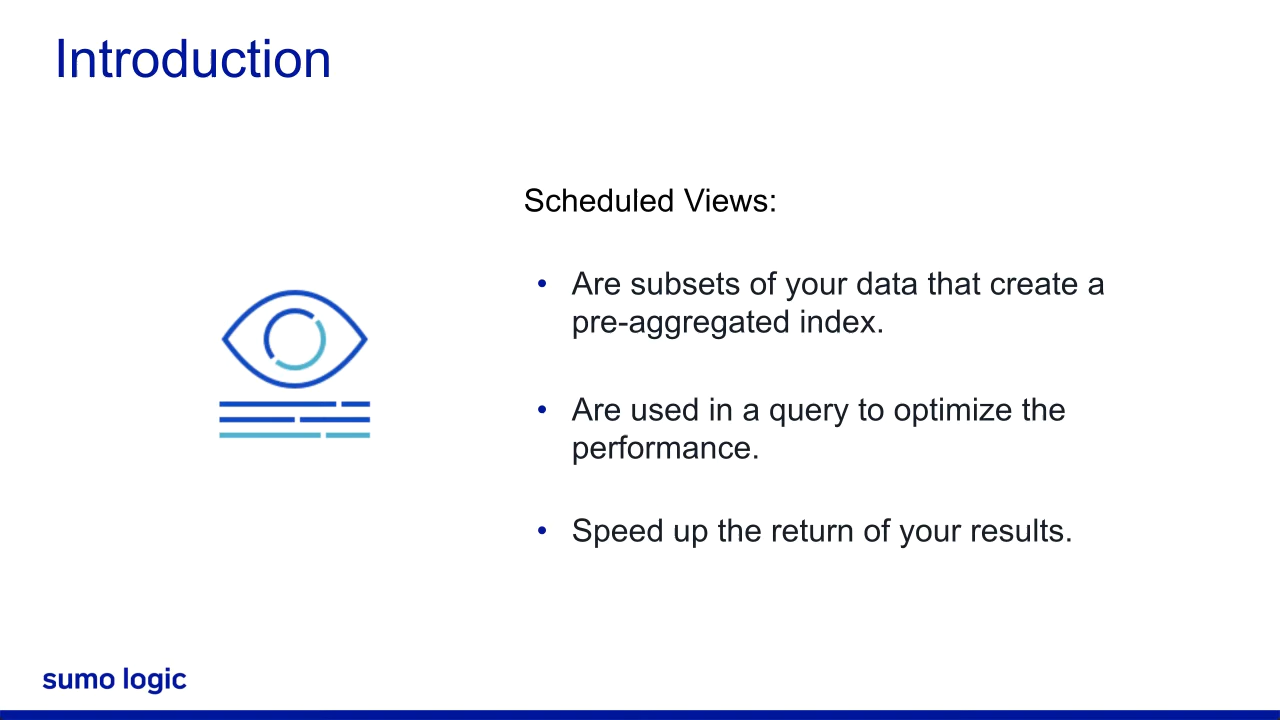 Introduction
Scheduled Views:
• Are subsets of your data that create a
pre-aggregated index.
• Are used in a query to optimize the
performance.
• Speed up the return of your results.
sumo logic